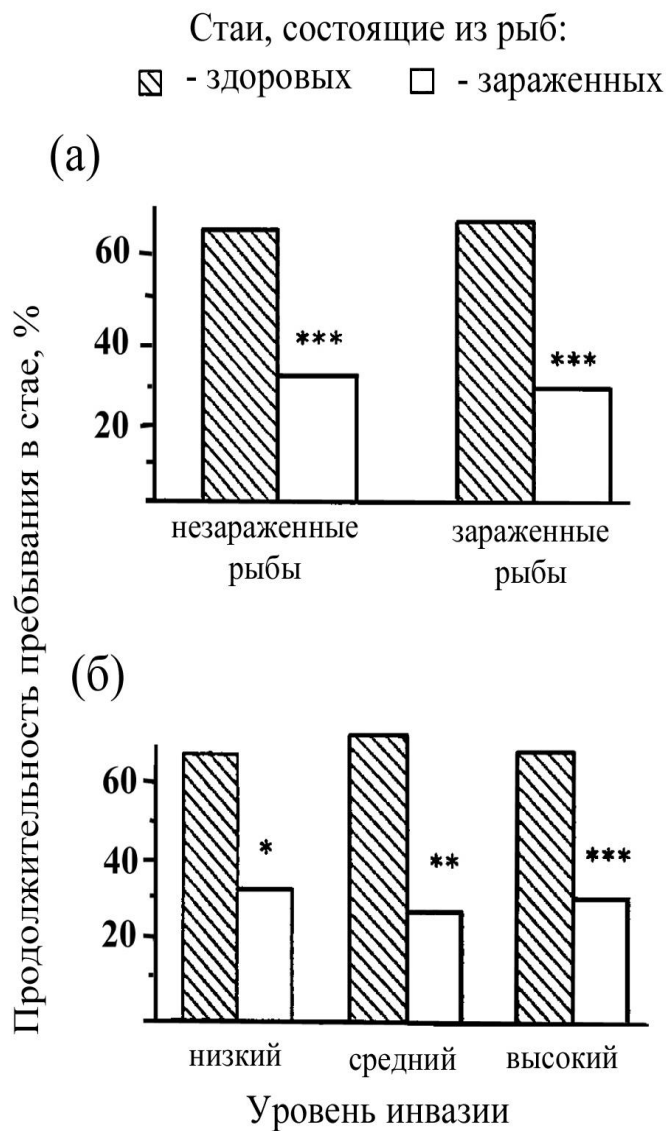 Стаи, состоящие из рыб:
- здоровых - зараженных
(а)
Продолжительность пребывания в стае, %
60
40
20
***
***
незараженные
рыбы
зараженные
рыбы
(б)
60
40
20
*
**
***
низкий средний высокий
Уровень инвазии